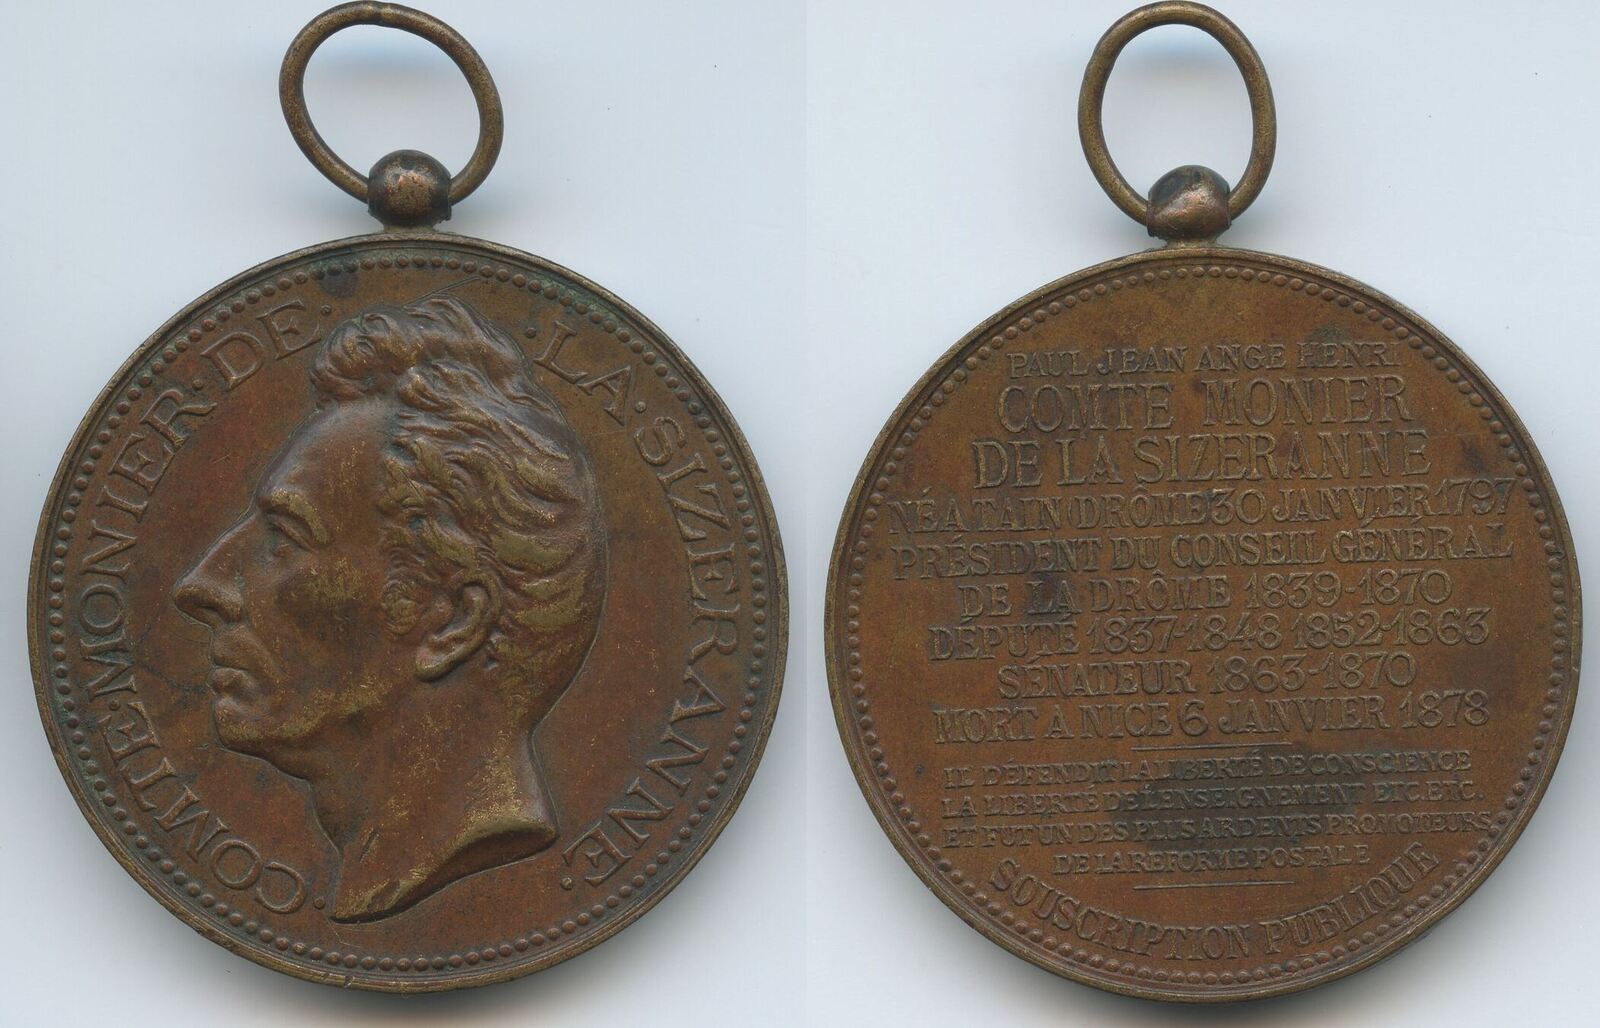 ·COMTE·MONIER·DE· ·LA·SIZERANNE·
PAUL JEAN ANGE HENRI
COMTE MONIER
DE LA SIZERANNE
NÉ A TAIN (DRÔME 30 JANVIER 1797
PRÉSIDENT DU CONSEIL GENÉRAL
DE LA DRÔME 1839-1870
DÉPUTÉ 1837-1848 1852-1863
SÉNATEUR 1863-1870
MORT A NICE 6 JANVIER 1878
IL DÉFENDIT LA LIBERTÉ DE CONSCIENCE
LA LIBERTÉ DE L'ENSEIGNEMENT ETC. ETC.
ET FUT UN DES PLUS ARDENTS PROMOTEURS
DE LA REFORME POSTALE
SOUSCRIPTION PUBLIQUE